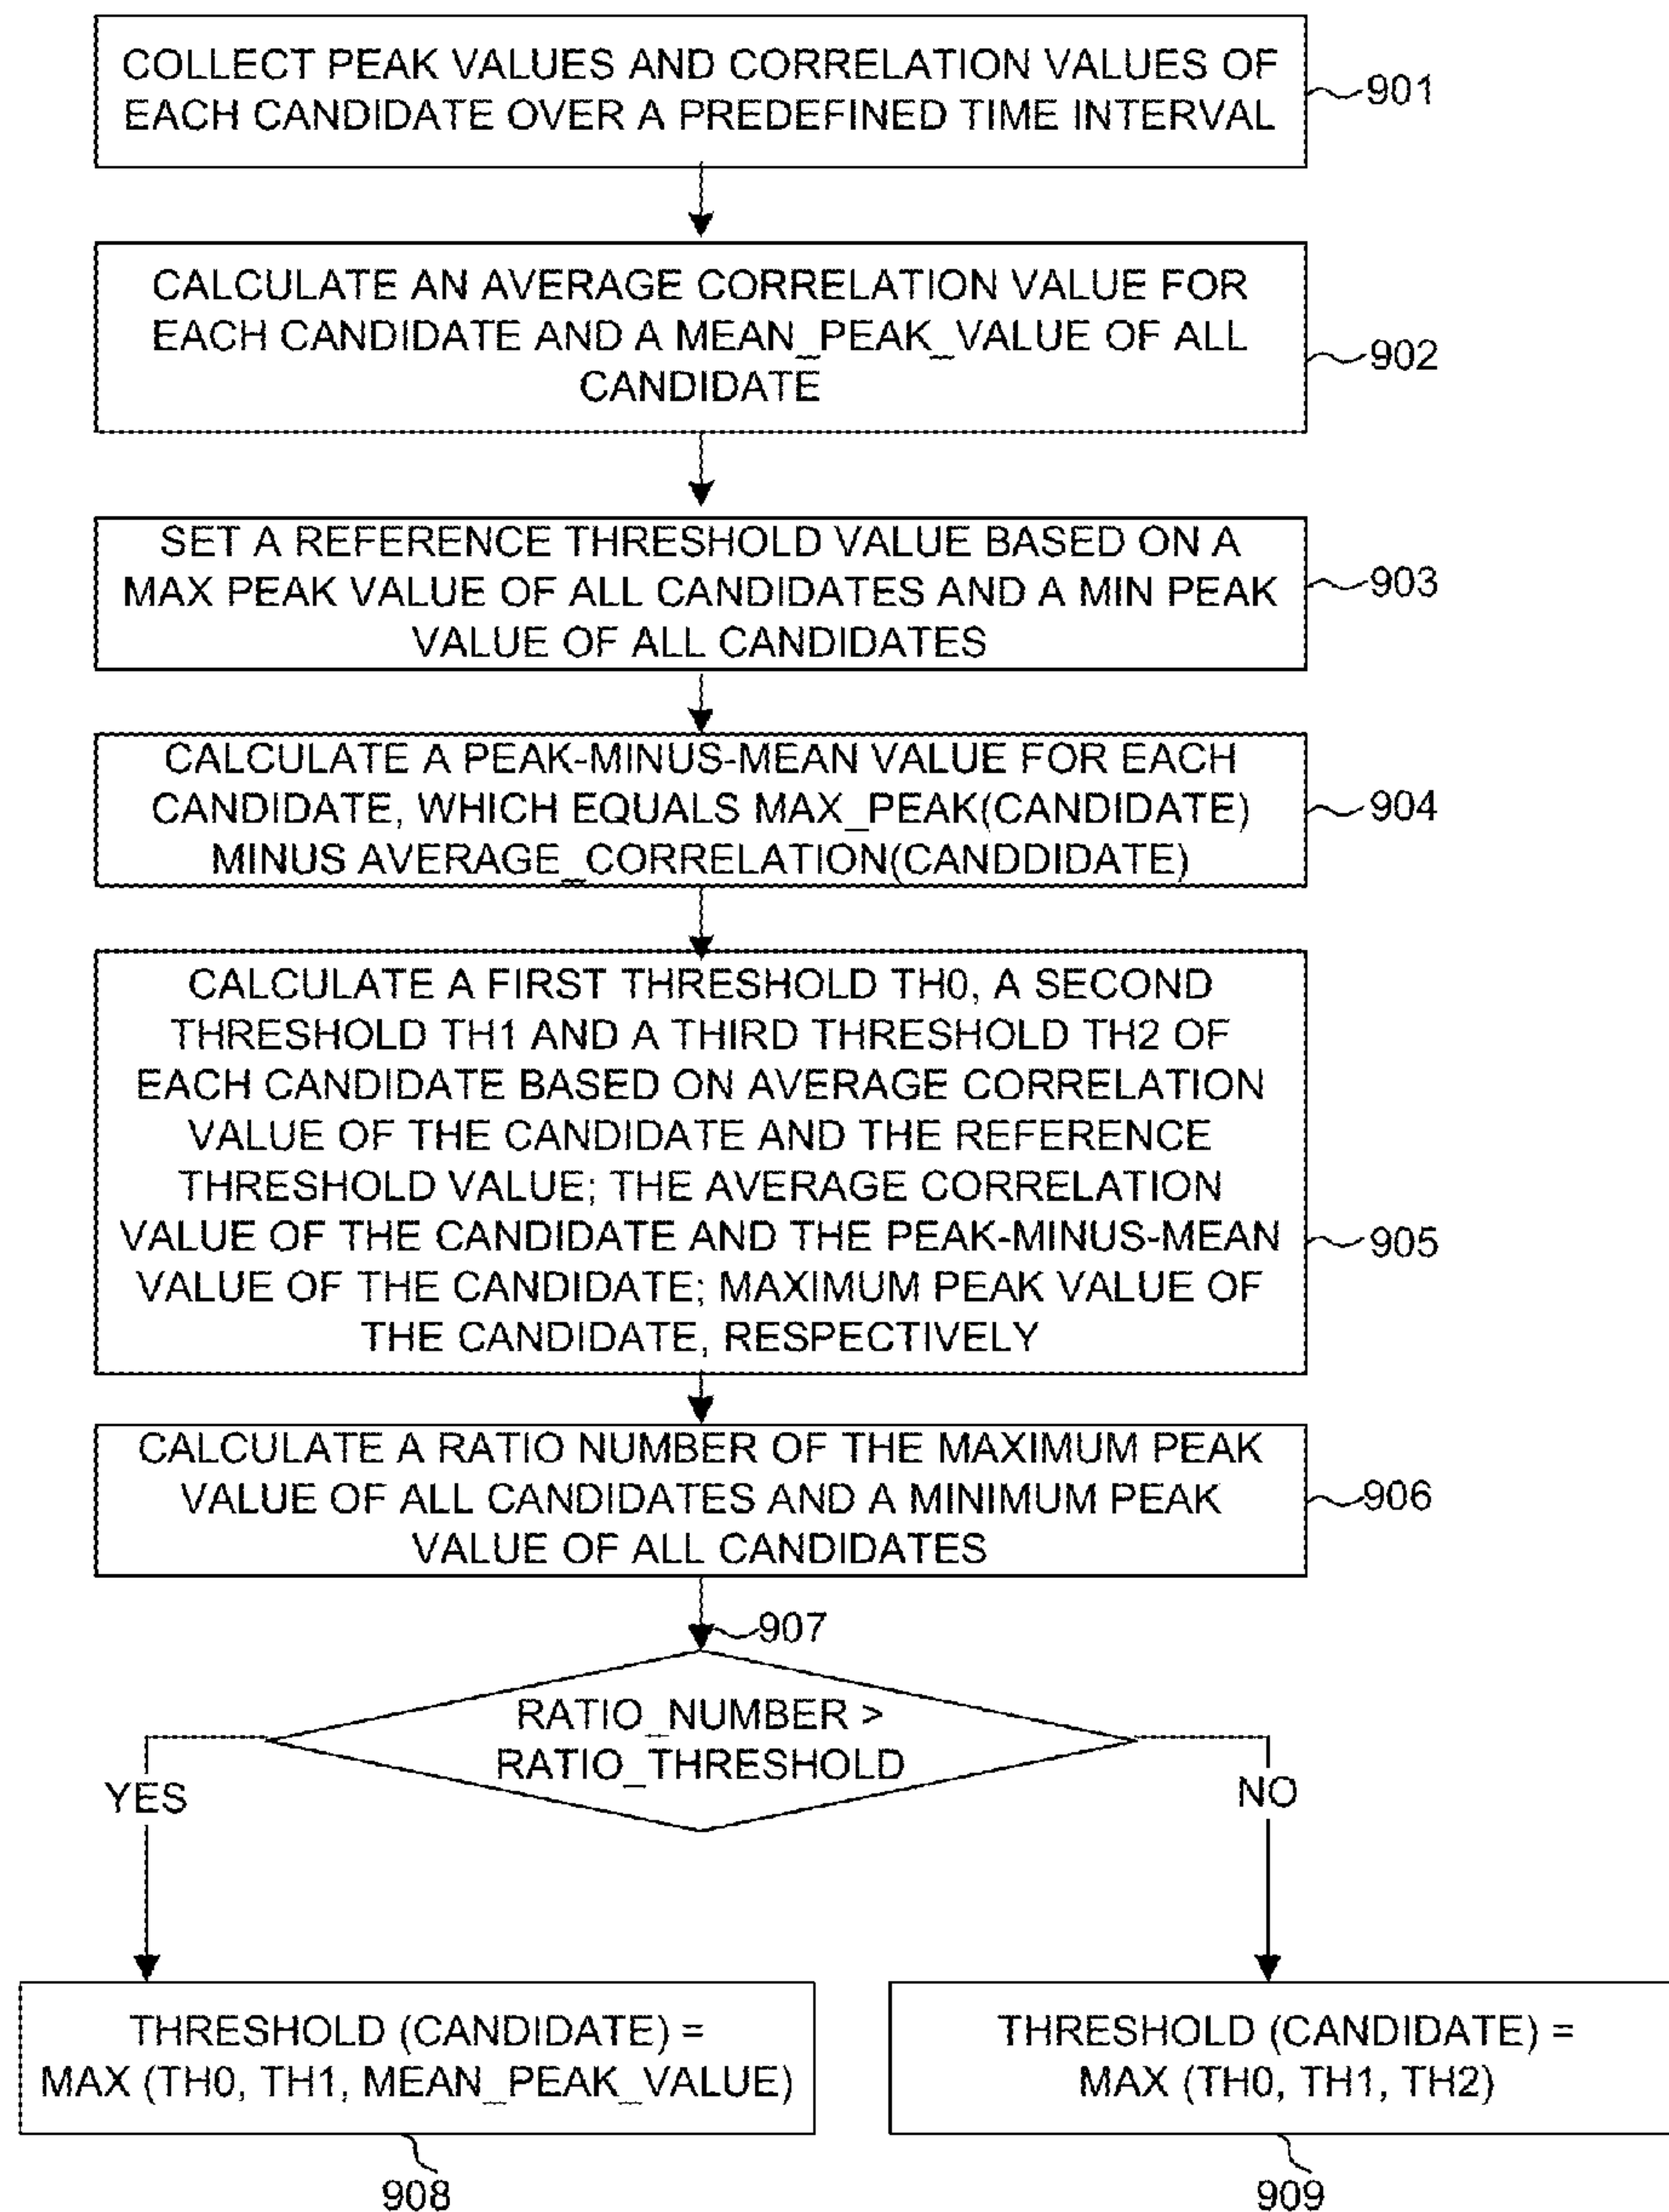 COLLECT PEAK VALUES AND CORRELATION VALUES OF
EACH CANDIDATE OVER A PREDEFINED TIME INTERVAL
901
CALCULATE AN AVERAGE CORRELATION VALUE FOR
EACH CANDIDATE AND A MEAN_PEAK_VALUE OF ALL
CANDIDATE
902
SET A REFERENCE THRESHOLD VALUE BASED ON A
MAX PEAK VALUE OF ALL CANDIDATES AND A MIN PEAK
VALUE OF ALL CANDIDATES
903
CALCULATE A PEAK-MINUS-MEAN VALUE FOR EACH
CANDIDATE, WHICH EQUALS MAX_PEAK(CANDIDATE)
MINUS AVERAGE_CORRELATION(CANDDIDATE)
904
CALCULATE A FIRST THRESHOLD TH0, A SECOND
THRESHOLD TH1 AND A THIRD THRESHOLD TH2 OF
EACH CANDIDATE BASED ON AVERAGE CORRELATION
VALUE OF THE CANDIDATE AND THE REFERENCE
THRESHOLD VALUE; THE AVERAGE CORRELATION
VALUE OF THE CANDIDATE AND THE PEAK-MINUS-MEAN
VALUE OF THE CANDIDATE; MAXIMUM PEAK VALUE OF
THE CANDIDATE, RESPECTIVELY
905
CALCULATE A RATIO NUMBER OF THE MAXIMUM PEAK
VALUE OF ALL CANDIDATES AND A MINIMUM PEAK
VALUE OF ALL CANDIDATES
906
907
RATIO_NUMBER >
RATIO_THRESHOLD
YES
NO
THRESHOLD (CANDIDATE) =
MAX (TH0, TH1, MEAN_PEAK_VALUE)
908
THRESHOLD (CANDIDATE) =
MAX (TH0, TH1, TH2)
909